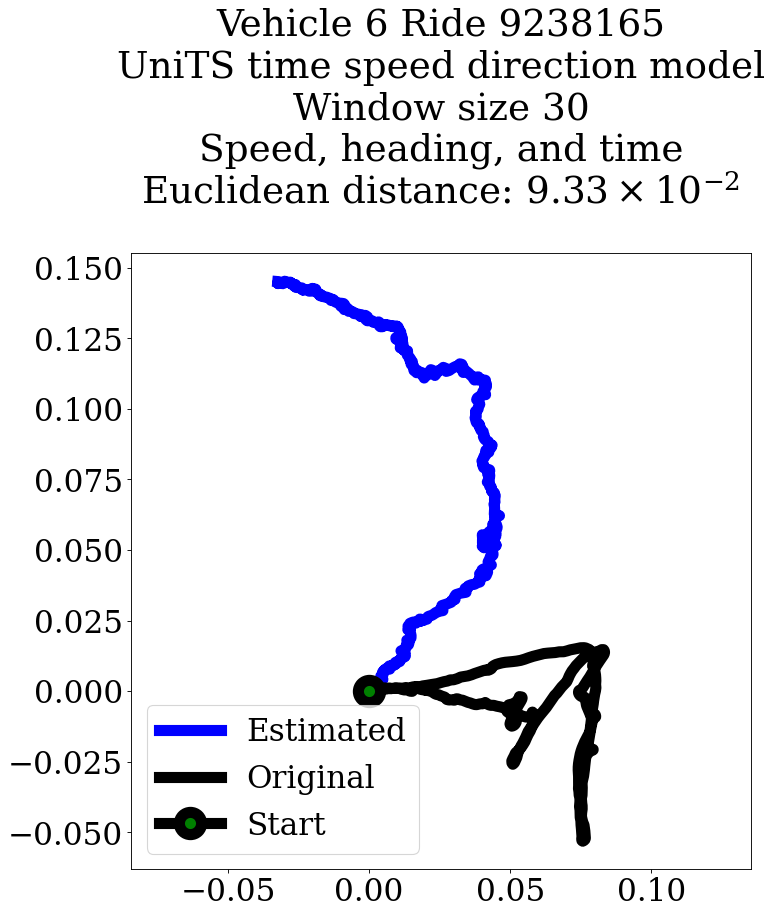 Vehicle 6 Ride 9238165
UniTS time speed direction model
Window size 30
Speed, heading, and time
Euclidean distance: 9.33 × 10⁻²
0.150
0.125
0.100
0.075
0.050
0.025
0.000
−0.025
−0.050
Estimated
Original
Start
−0.05 0.00 0.05 0.10